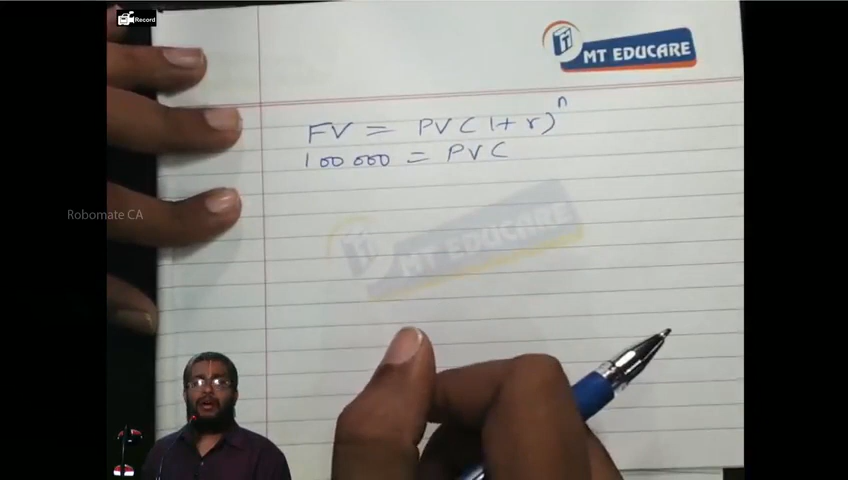 Record
MT EDUCARE
FV = PV(1+r)^n
100000 = PV(
Robomate CA
MT EDUCARE